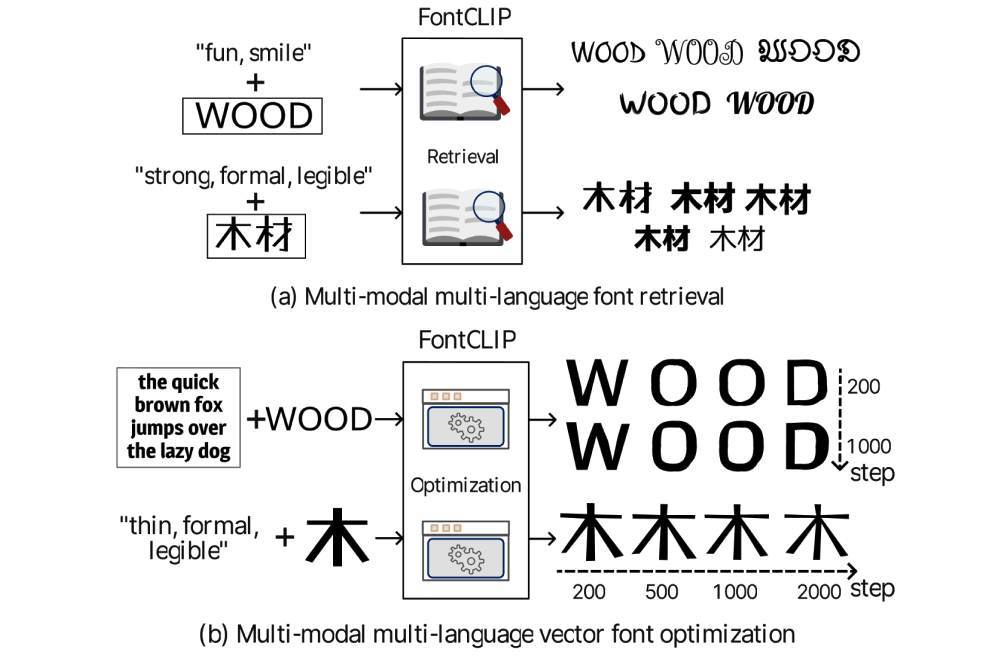 FontCLIP
"fun, smile"
+
WOOD
WOOD WOOD WOOD
WOOD WOOD
Retrieval
"strong, formal, legible"
+
木材
木材 木材 木材
木材 木材
(a) Multi-modal multi-language font retrieval
FontCLIP
the quick
brown fox
jumps over
the lazy dog
+WOOD
W O O D
200
W O O D
1000
step
Optimization
"thin, formal,
legible"
+ 木
木 木 木 木
200 500 1000 2000 step
(b) Multi-modal multi-language vector font optimization